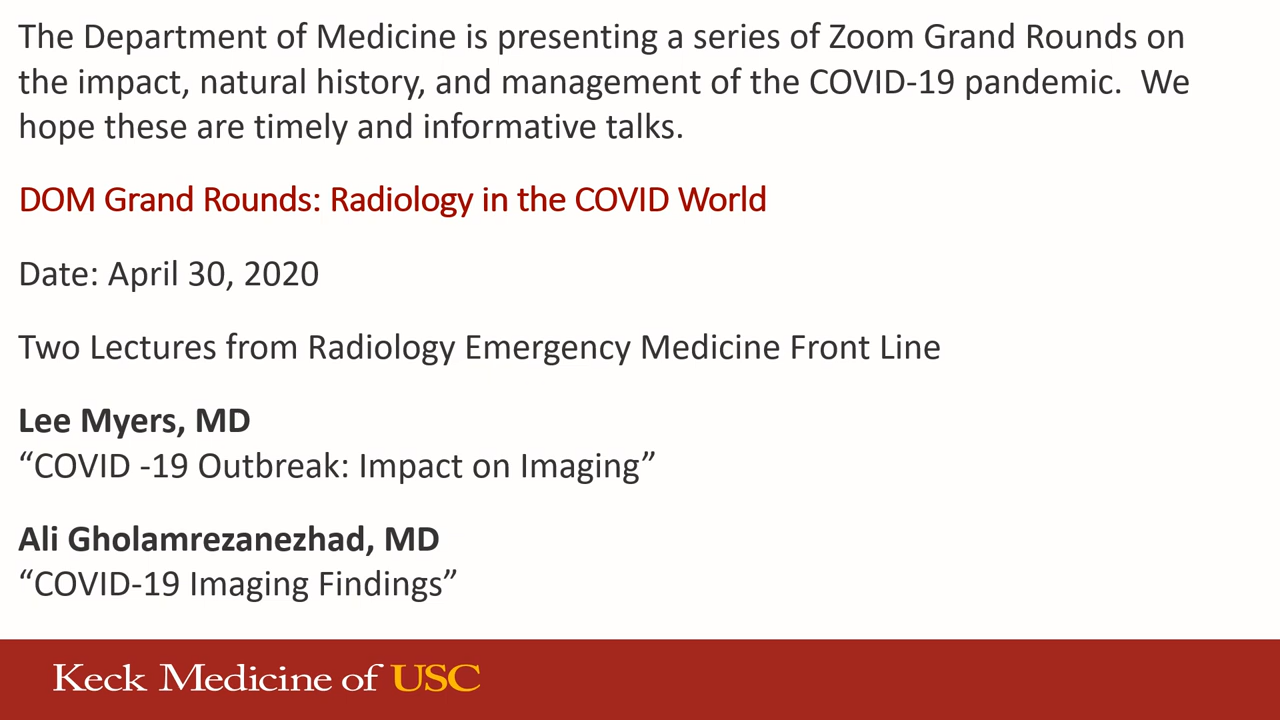 The Department of Medicine is presenting a series of Zoom Grand Rounds on
the impact, natural history, and management of the COVID-19 pandemic.  We
hope these are timely and informative talks.
DOM Grand Rounds: Radiology in the COVID World
Date: April 30, 2020
Two Lectures from Radiology Emergency Medicine Front Line
Lee Myers, MD
“COVID -19 Outbreak: Impact on Imaging”
Ali Gholamrezanezhad, MD
“COVID-19 Imaging Findings”
Keck Medicine of USC